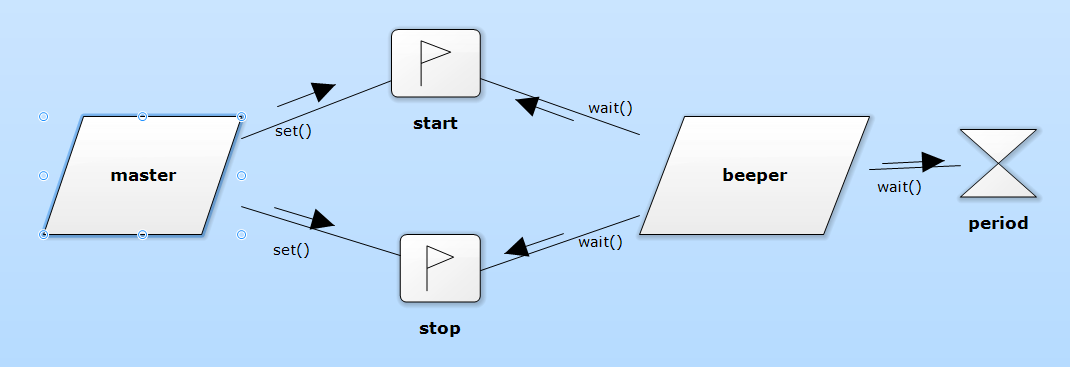 wait()
set()
start
master
beeper
wait()
period
set()
wait()
stop